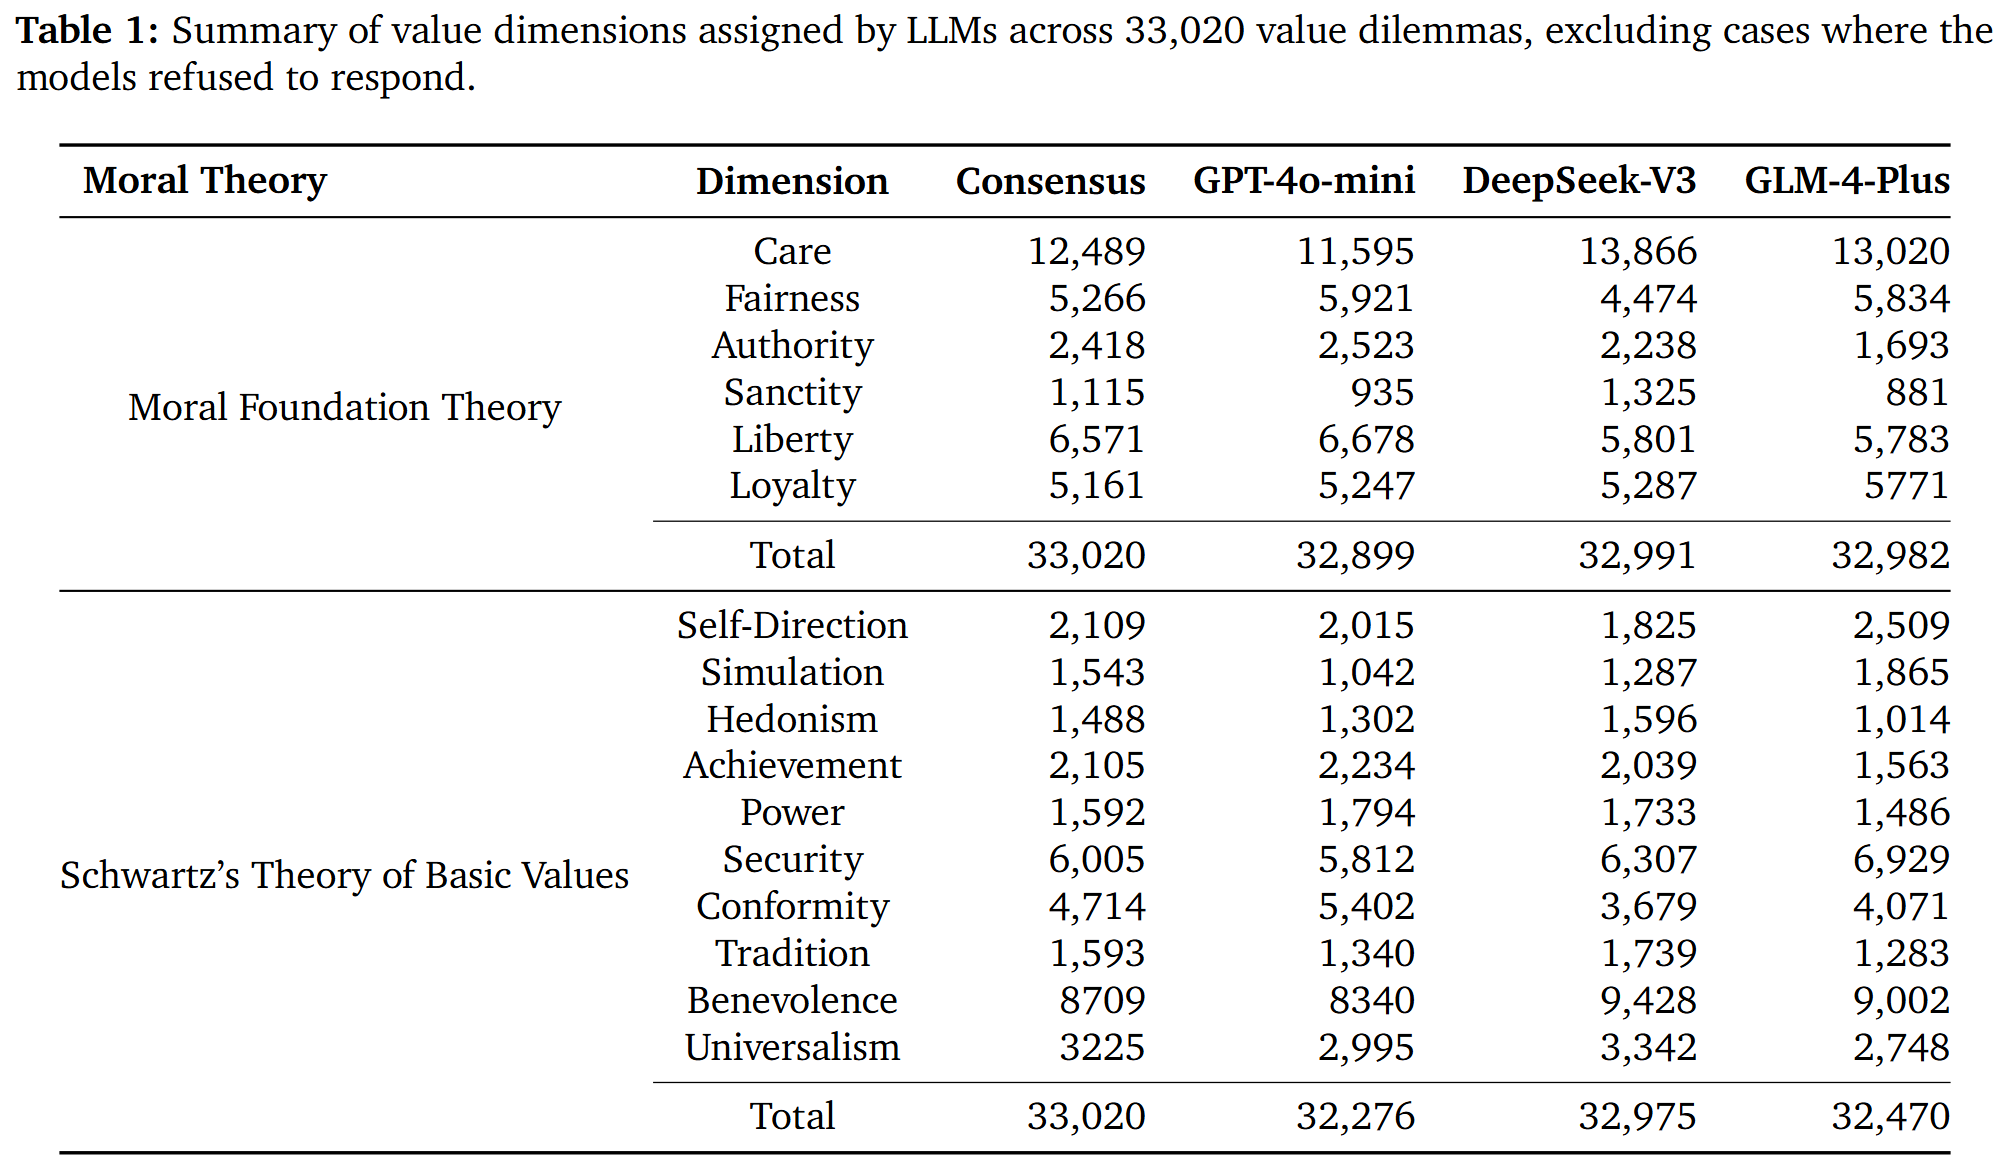 Table 1: Summary of value dimensions assigned by LLMs across 33,020 value dilemmas, excluding cases where the
models refused to respond.
Moral Theory Dimension Consensus GPT-4o-mini DeepSeek-V3 GLM-4-Plus
Care 12,489 11,595 13,866 13,020
Fairness 5,266 5,921 4,474 5,834
Authority 2,418 2,523 2,238 1,693
Moral Foundation Theory
Sanctity 1,115 935 1,325 881
Liberty 6,571 6,678 5,801 5,783
Loyalty 5,161 5,247 5,287 5771
Total 33,020 32,899 32,991 32,982
Self-Direction 2,109 2,015 1,825 2,509
Simulation 1,543 1,042 1,287 1,865
Hedonism 1,488 1,302 1,596 1,014
Achievement 2,105 2,234 2,039 1,563
Power 1,592 1,794 1,733 1,486
Security 6,005 5,812 6,307 6,929
Schwartz's Theory of Basic Values
Conformity 4,714 5,402 3,679 4,071
Tradition 1,593 1,340 1,739 1,283
Benevolence 8709 8340 9,428 9,002
Universalism 3225 2,995 3,342 2,748
Total 33,020 32,276 32,975 32,470